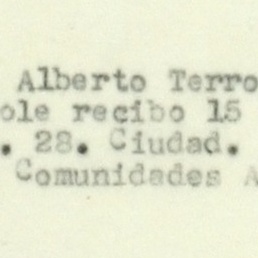 Alberto Terro
ole recibo 15
. 28. Ciudad.
Comunidades A